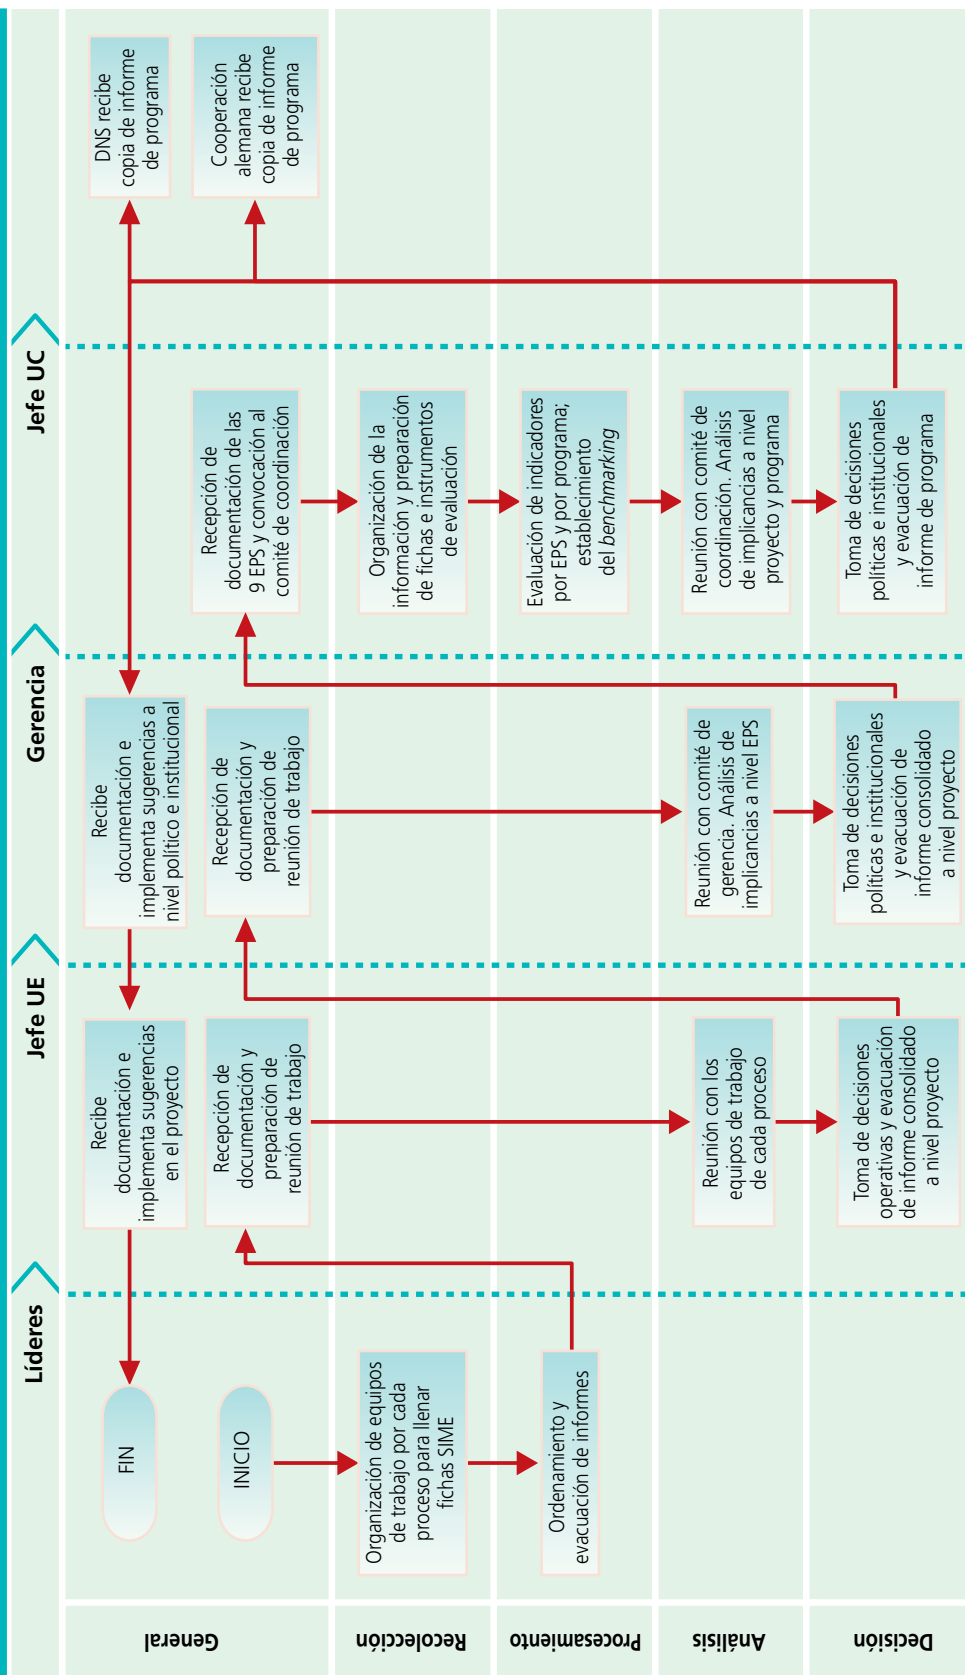 Líderes
Jefe UE
Gerencia
Jefe UC
General
FIN
Recibe
documentación e
implementa sugerencias
en el proyecto
Recibe
documentación e
implementa sugerencias a
nivel político e institucional
DNS recibe
copia de informe
de programa
INICIO
Recepción de
documentación y
preparación de
reunión de trabajo
Recepción de
documentación y
preparación de
reunión de trabajo
Recepción de
documentación de las
9 EPS y convocación al
comité de coordinación
Cooperación
alemana recibe
copia de informe
de programa
Recolección
Organización de equipos
de trabajo por cada
proceso para llenar
fichas SIME
Organización de la
información y preparación
de fichas e instrumentos
de evaluación
Procesamiento
Ordenamiento y
evacuación de informes
Evaluación de indicadores
por EPS y por programa;
establecimiento
del benchmarking
Análisis
Reunión con los
equipos de trabajo
de cada proceso
Reunión con comité de
gerencia. Análisis de
implicancias a nivel EPS
Reunión con comité de
coordinación. Análisis
de implicancias a nivel
proyecto y programa
Decisión
Toma de decisiones
operativas y evacuación
de informe consolidado
a nivel proyecto
Toma de decisiones
políticas e institucionales
y evacuación de
informe consolidado
a nivel proyecto
Toma de decisiones
políticas e institucionales
y evacuación de
informe de programa